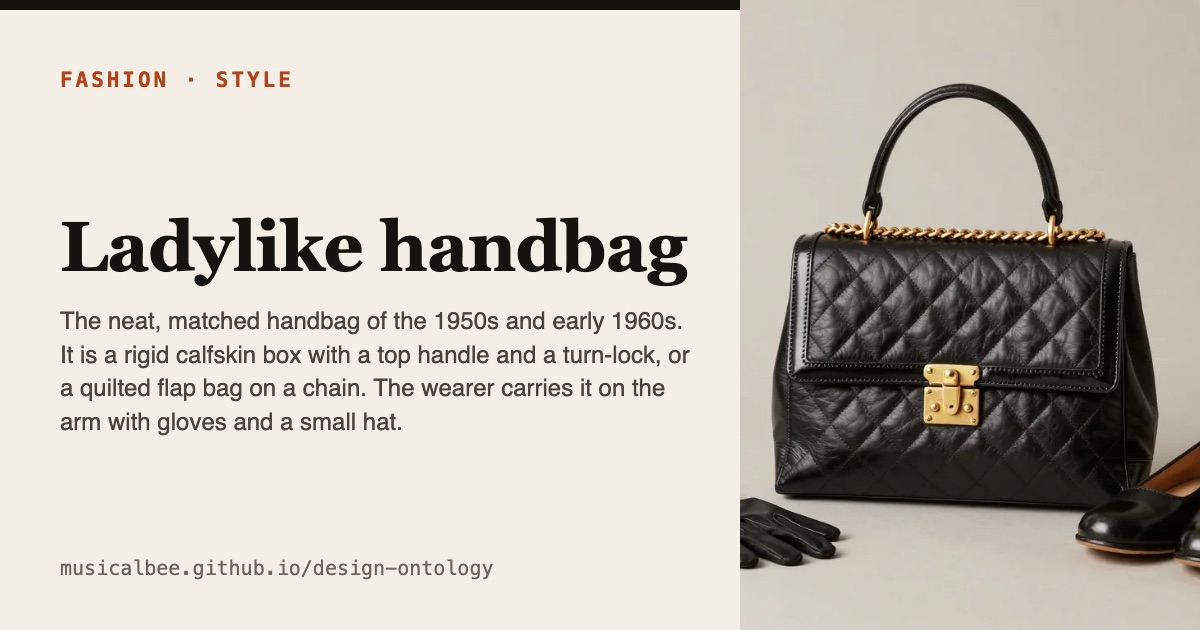 FASHION · STYLE
Ladylike handbag
The neat, matched handbag of the 1950s and early 1960s.
It is a rigid calfskin box with a top handle and a turn-lock, or
a quilted flap bag on a chain. The wearer carries it on the
arm with gloves and a small hat.
musicalbee.github.io/design-ontology